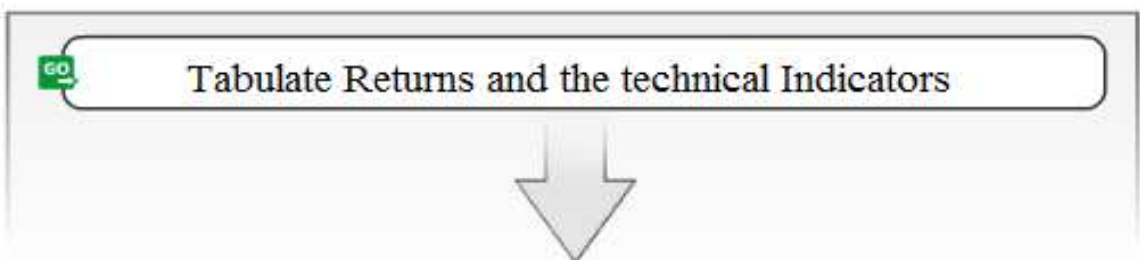 GO
Tabulate Returns and the technical Indicators